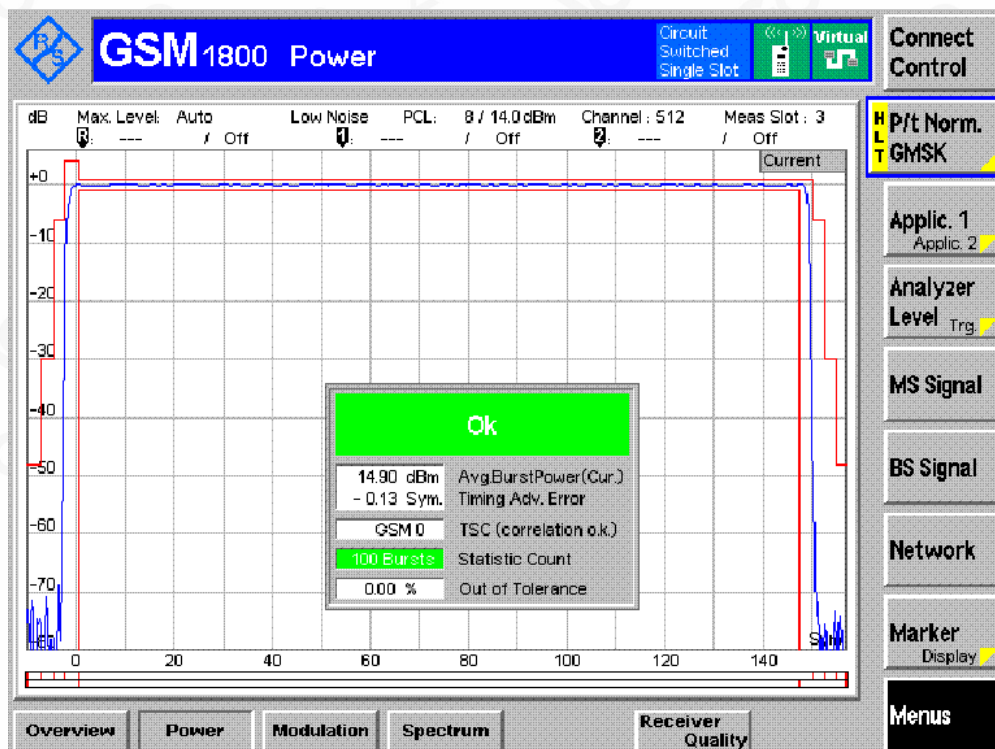 R/S
GSM 1800 Power
Circuit
Switched
Single Slot
Virtual
Connect
Control
dB Max. Level: Auto Low Noise PCL: 8 / 14.0 dBm Channel : 512 Meas Slot : 3
R: --- / Off 1: --- / Off 2: --- / Off
H
L
T
P/t Norm.
GMSK
Current
+0
-10
-20
-30
-40
-50
-60
-70
Applic. 1
Applic. 2
Analyzer
Level Trg.
MS Signal
BS Signal
Network
Marker
Display
Menus
Ok
14.90 dBm Avg.BurstPower(Cur.)
- 0.13 Sym. Timing Adv. Error
GSM 0 TSC (correlation o.k.)
100 Bursts Statistic Count
0.00 % Out of Tolerance
0 20 40 60 80 100 120 140
Overview Power Modulation Spectrum Receiver
Quality